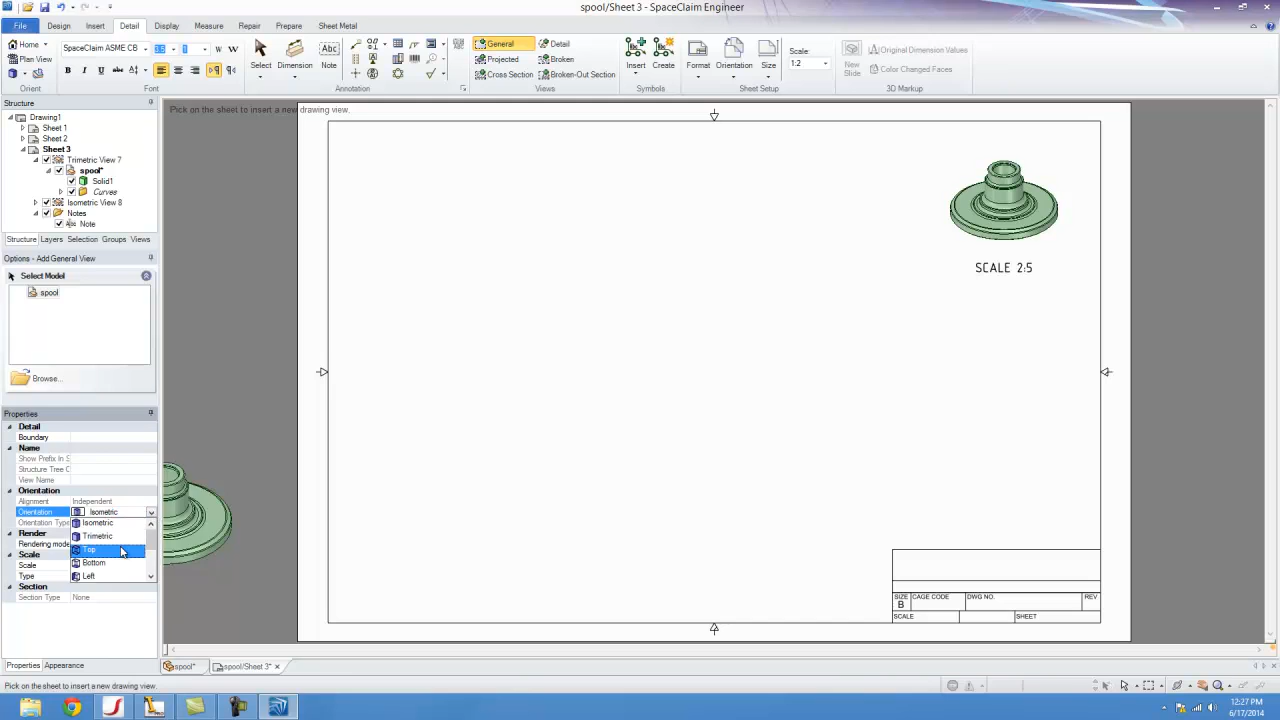 spool/Sheet 3 - SpaceClaim Engineer
File Design Insert Detail Display Measure Repair Prepare Sheet Metal
Home
Plan View
Orient
SpaceClaim ASME CB
Font
Select
Dimension
Abc
Note
Annotation
General
Projected
Cross Section
Detail
Broken
Broken-Out Section
Views
Insert
Create
Symbols
Format
Orientation
Size
Scale:
1:2
Sheet Setup
New
Slide
Original Dimension Values
Color Changed Faces
3D Markup
Structure
Drawing1
Sheet 1
Sheet 2
Sheet 3
Trimetric View 7
spool*
Solid1
Curves
Isometric View 8
Notes
Note
Structure Layers Selection Groups Views
Options - Add General View
Select Model
spool
Browse...
Properties
Detail
Boundary
Name
Show Prefix In S
Structure Tree C
View Name
Orientation
Alignment Independent
Orientation Isometric
Orientation Type
Isometric
Trimetric
Top
Bottom
Left
Render
Rendering mode
Scale
Scale
Type
Section
Section Type None
Properties Appearance
Pick on the sheet to insert a new drawing view.
SCALE 2:5
SIZE
B
CAGE CODE
DWG NO.
REV
SCALE
SHEET
spool*
spool/Sheet 3*
Pick on the sheet to insert a new drawing view.
12:27 PM
6/17/2014